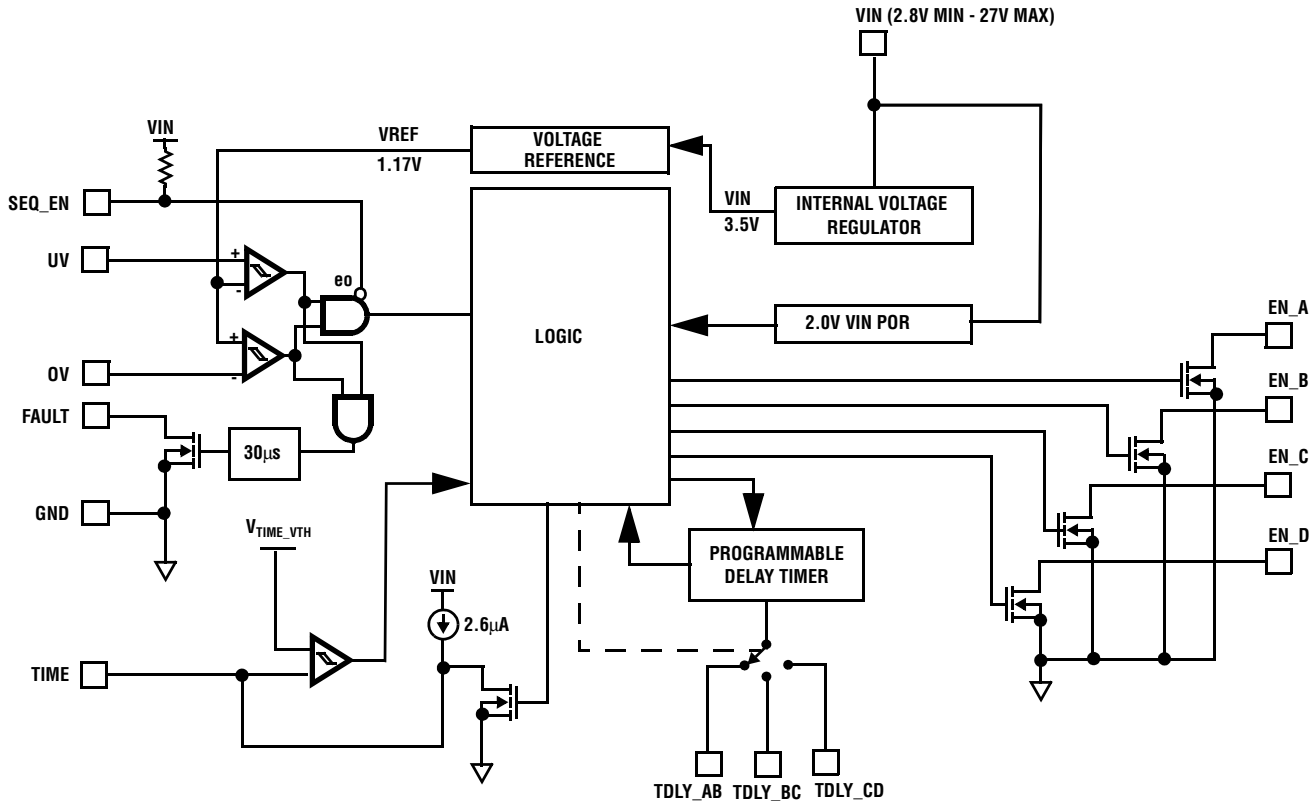 VIN (2.8V MIN - 27V MAX)
VIN
VREF
1.17V
VOLTAGE
REFERENCE
SEQ_EN
VIN
3.5V
INTERNAL VOLTAGE
REGULATOR
UV
+
-
eo
LOGIC
2.0V VIN POR
EN_A
+
-
OV
EN_B
FAULT
30µs
EN_C
GND
VTIME_VTH
EN_D
PROGRAMMABLE
DELAY TIMER
VIN
2.6µA
TIME
TDLY_AB
TDLY_BC
TDLY_CD